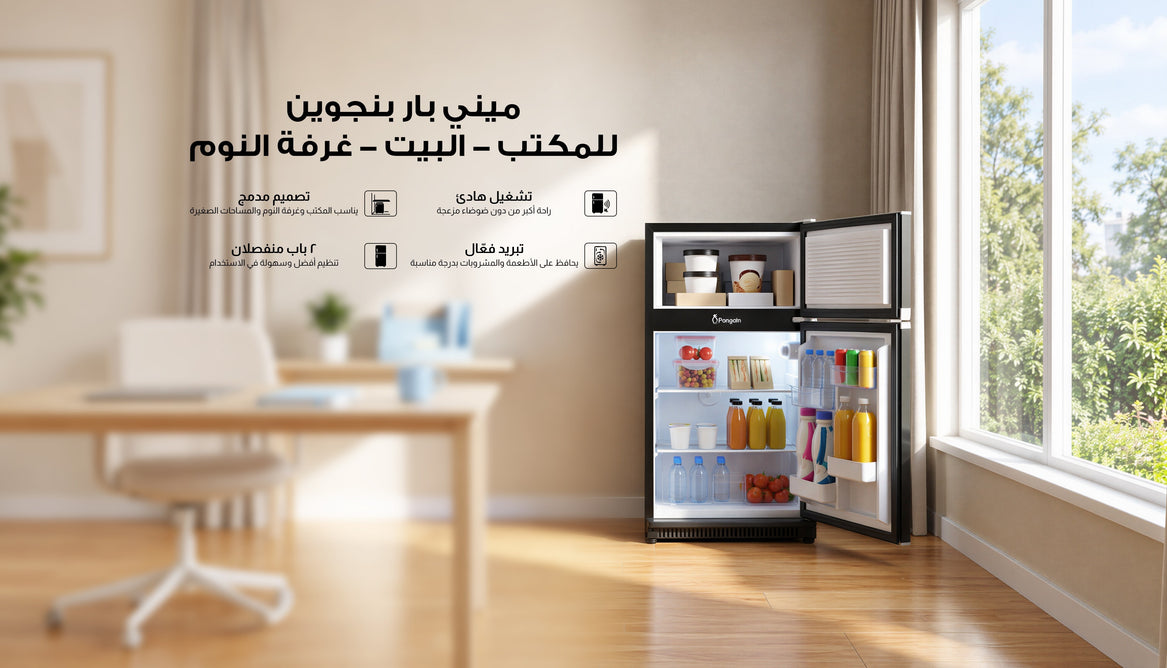 ميني بار بنجوين
للمكتب – البيت – غرفة النوم
تشغيل هادئ
راحة أكبر من دون ضوضاء مزعجة
تصميم مدمج
يناسب المكتب وغرفة النوم والمساحات الصغيرة
تبريد فعّال
يحافظ على الأطعمة والمشروبات بدرجة مناسبة
٢ باب منفصلان
تنظيم أفضل وسهولة في الاستخدام
Pengain